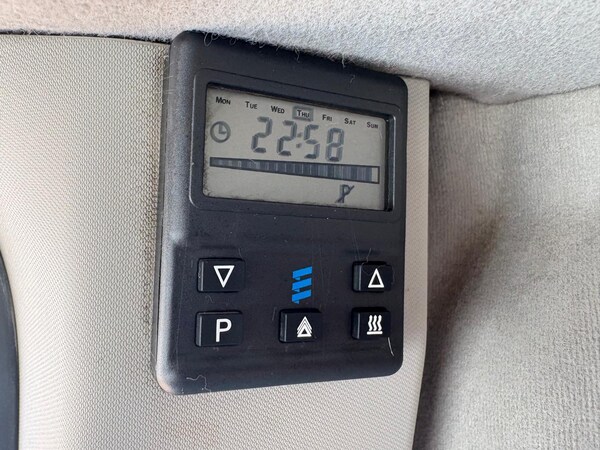 MON TUE WED THU FRI SAT SUN
22:58
P
P